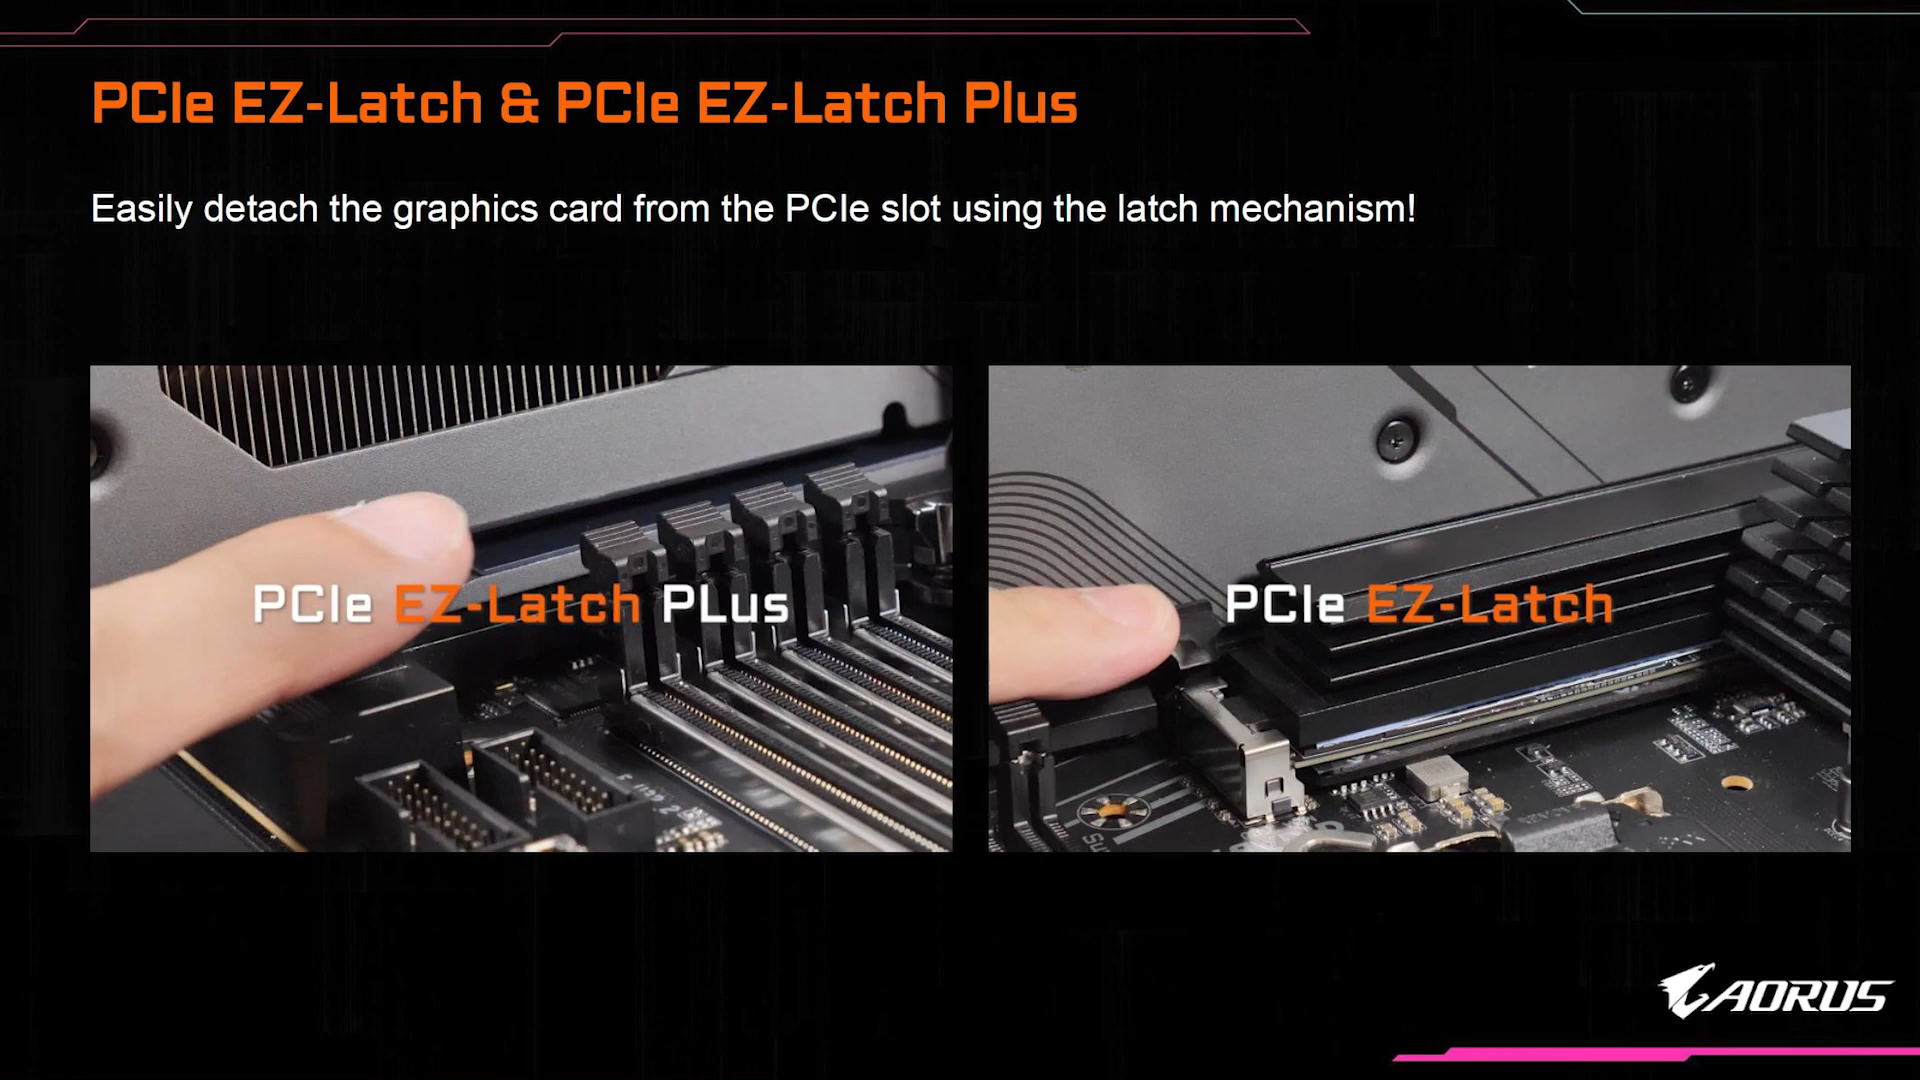 PCIe EZ-Latch & PCIe EZ-Latch Plus
Easily detach the graphics card from the PCIe slot using the latch mechanism!
PCIe EZ-Latch PLus
PCIe EZ-Latch
AORUS